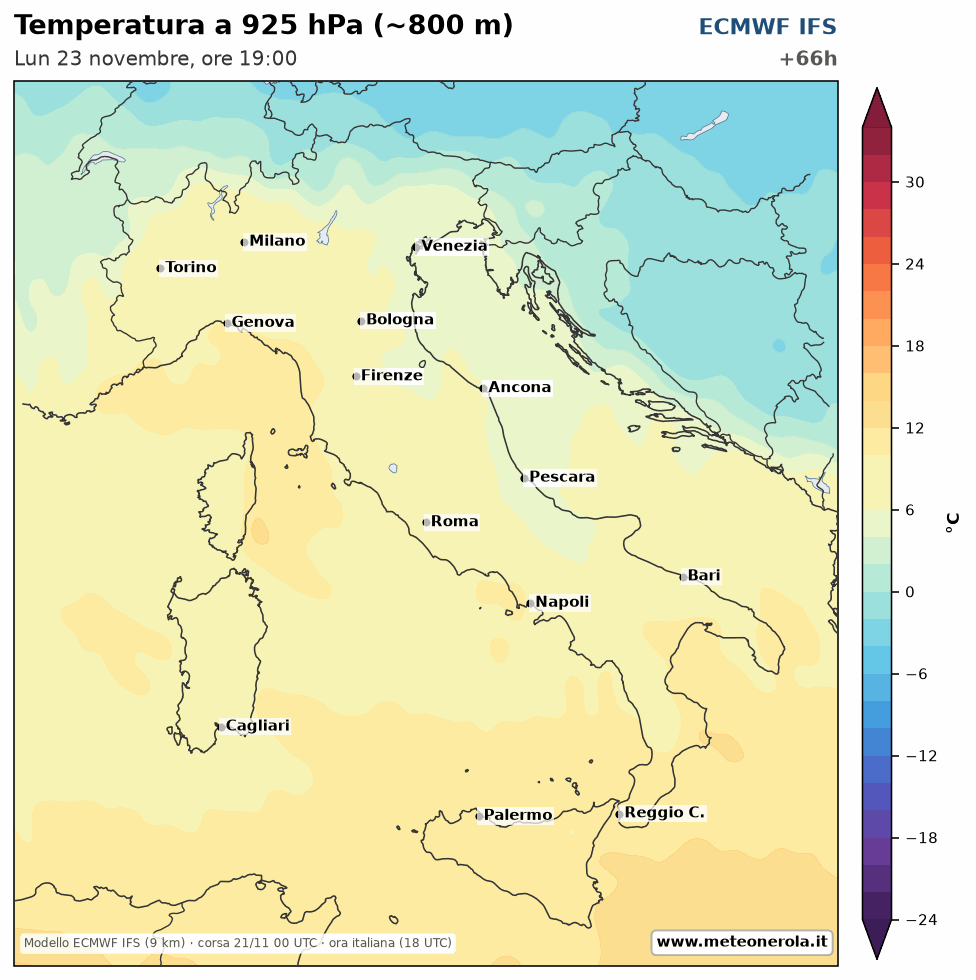 Temperatura a 925 hPa (~800 m)
ECMWF IFS
Lun 23 novembre, ore 19:00
+66h
Milano
Venezia
Torino
Genova
Bologna
Firenze
Ancona
Pescara
Roma
Bari
Napoli
Cagliari
Palermo
Reggio C.
30
24
18
12
6
0
−6
−12
−18
−24
°C
Modello ECMWF IFS (9 km) · corsa 21/11 00 UTC · ora italiana (18 UTC)
www.meteonerola.it